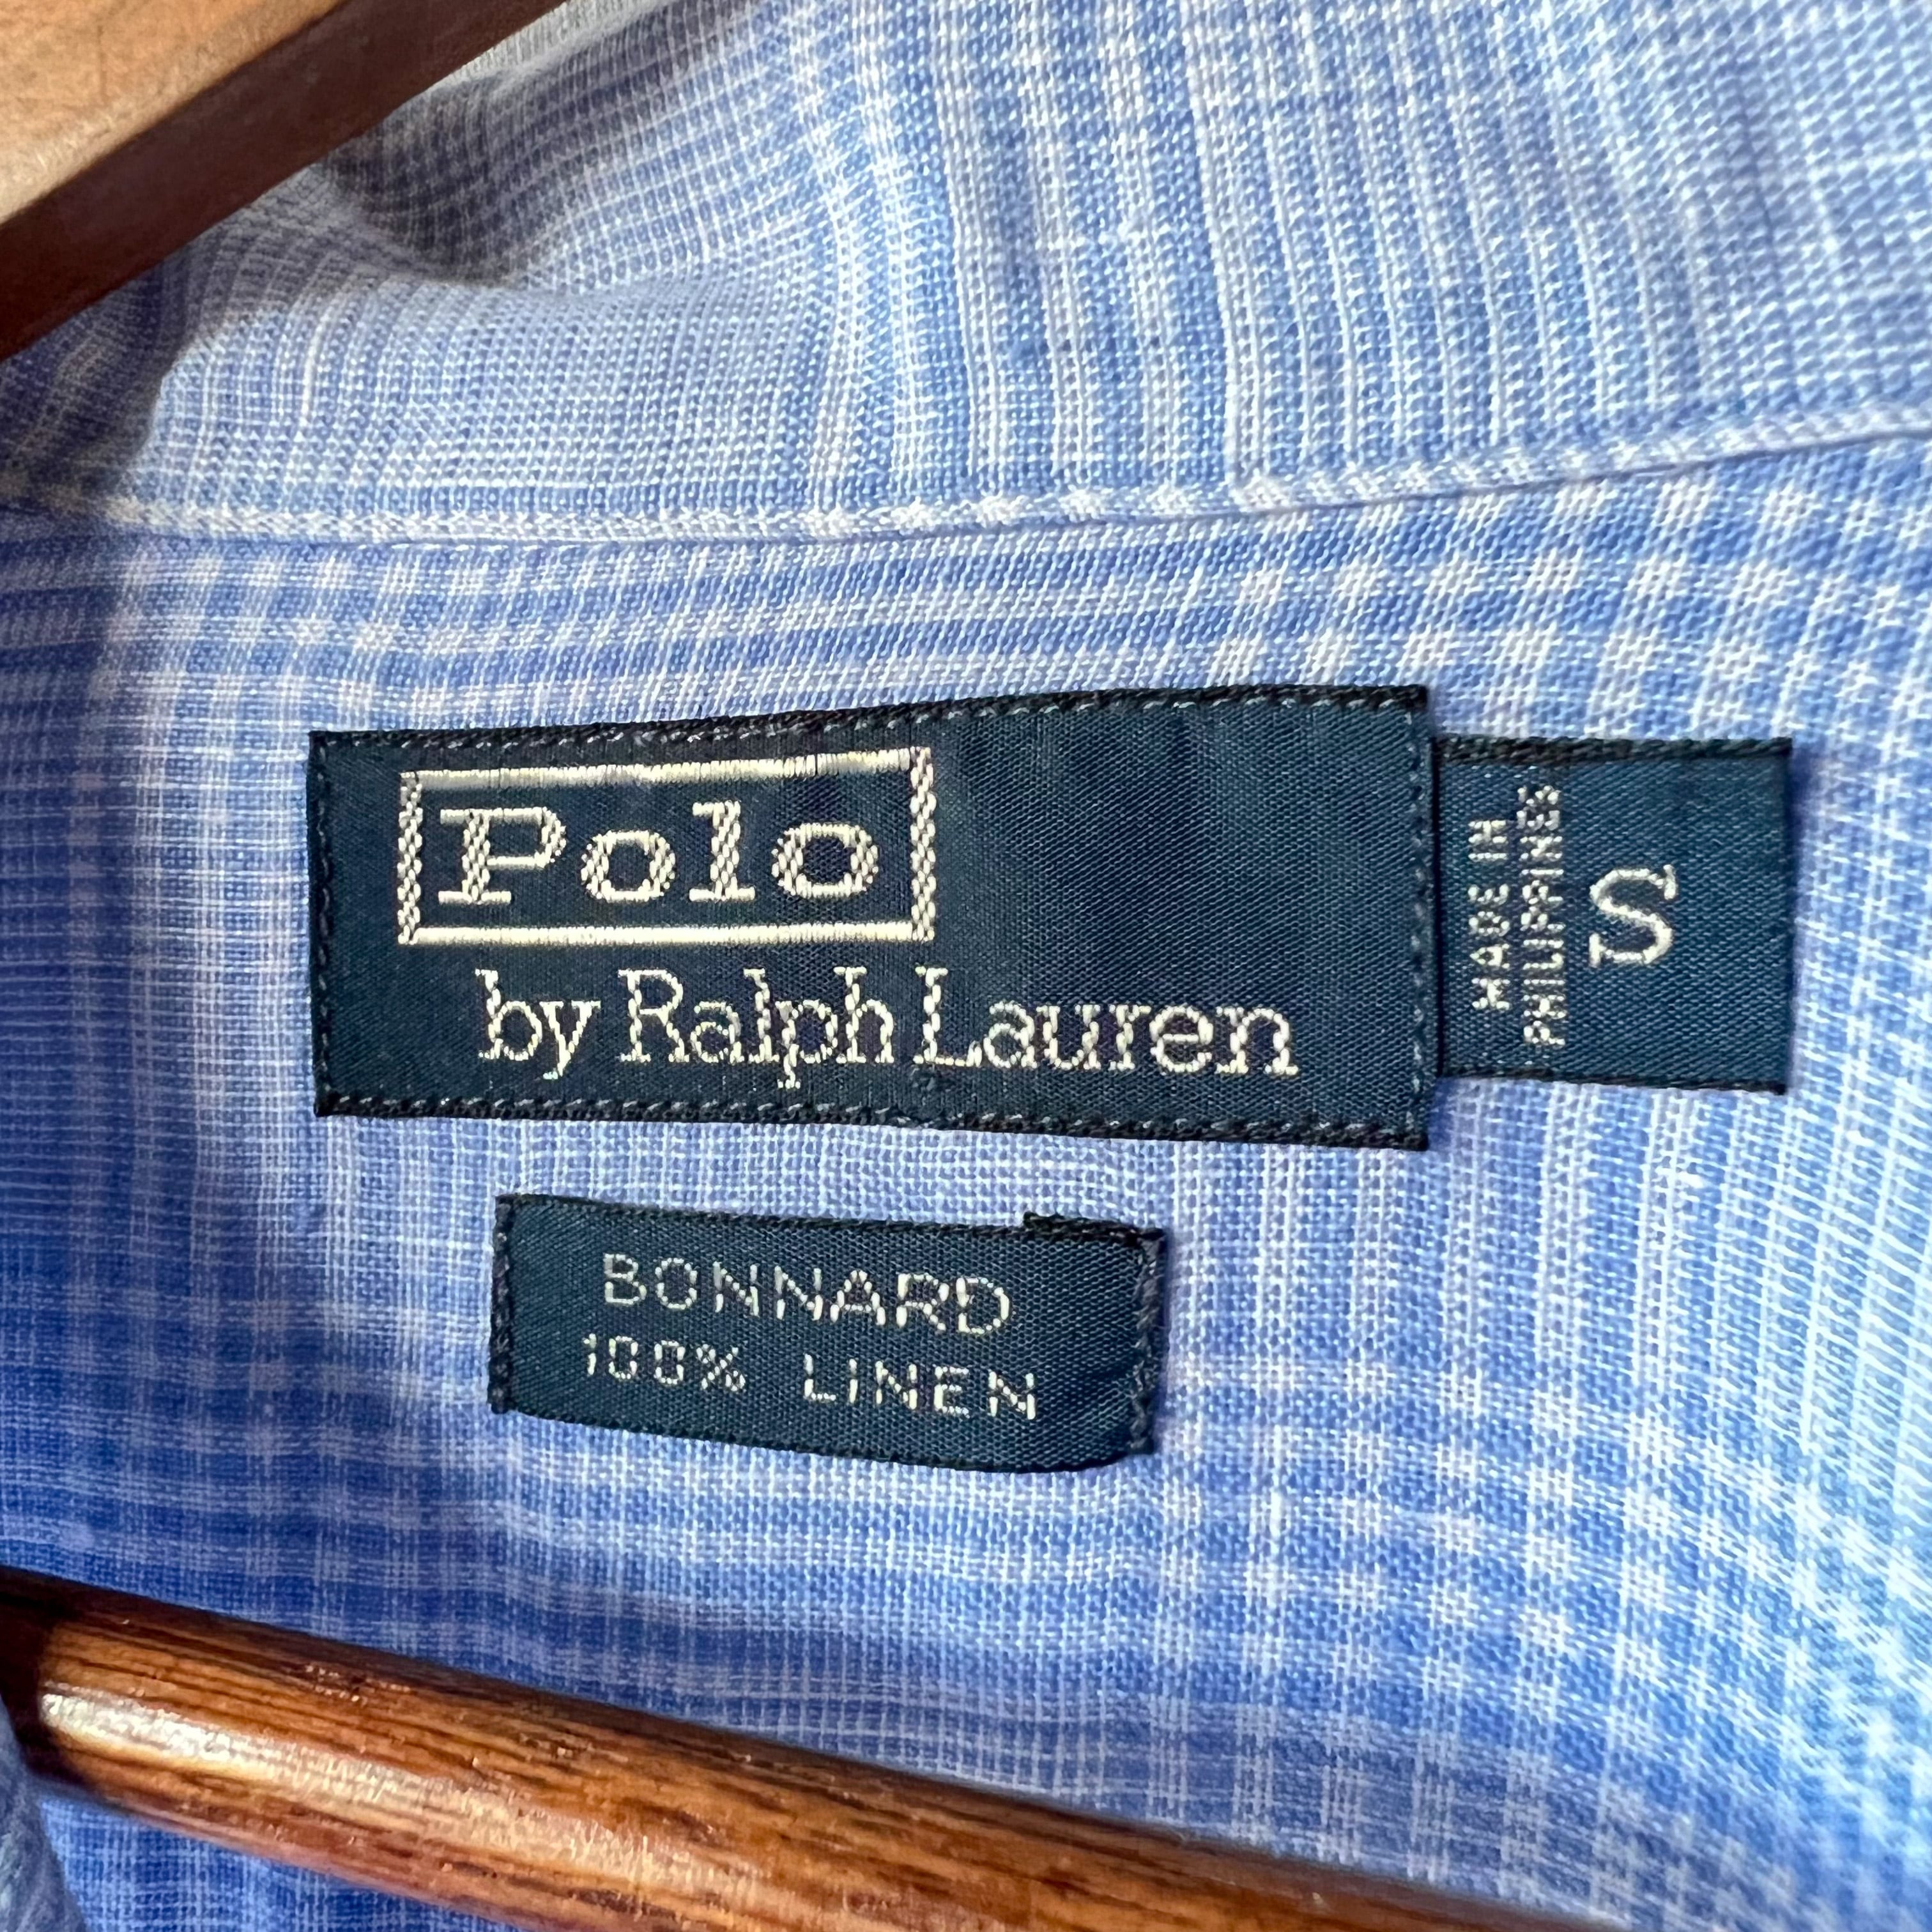 Polo
by Ralph Lauren
MADE IN
PHILIPPINES
S
BONNARD
100% LINEN